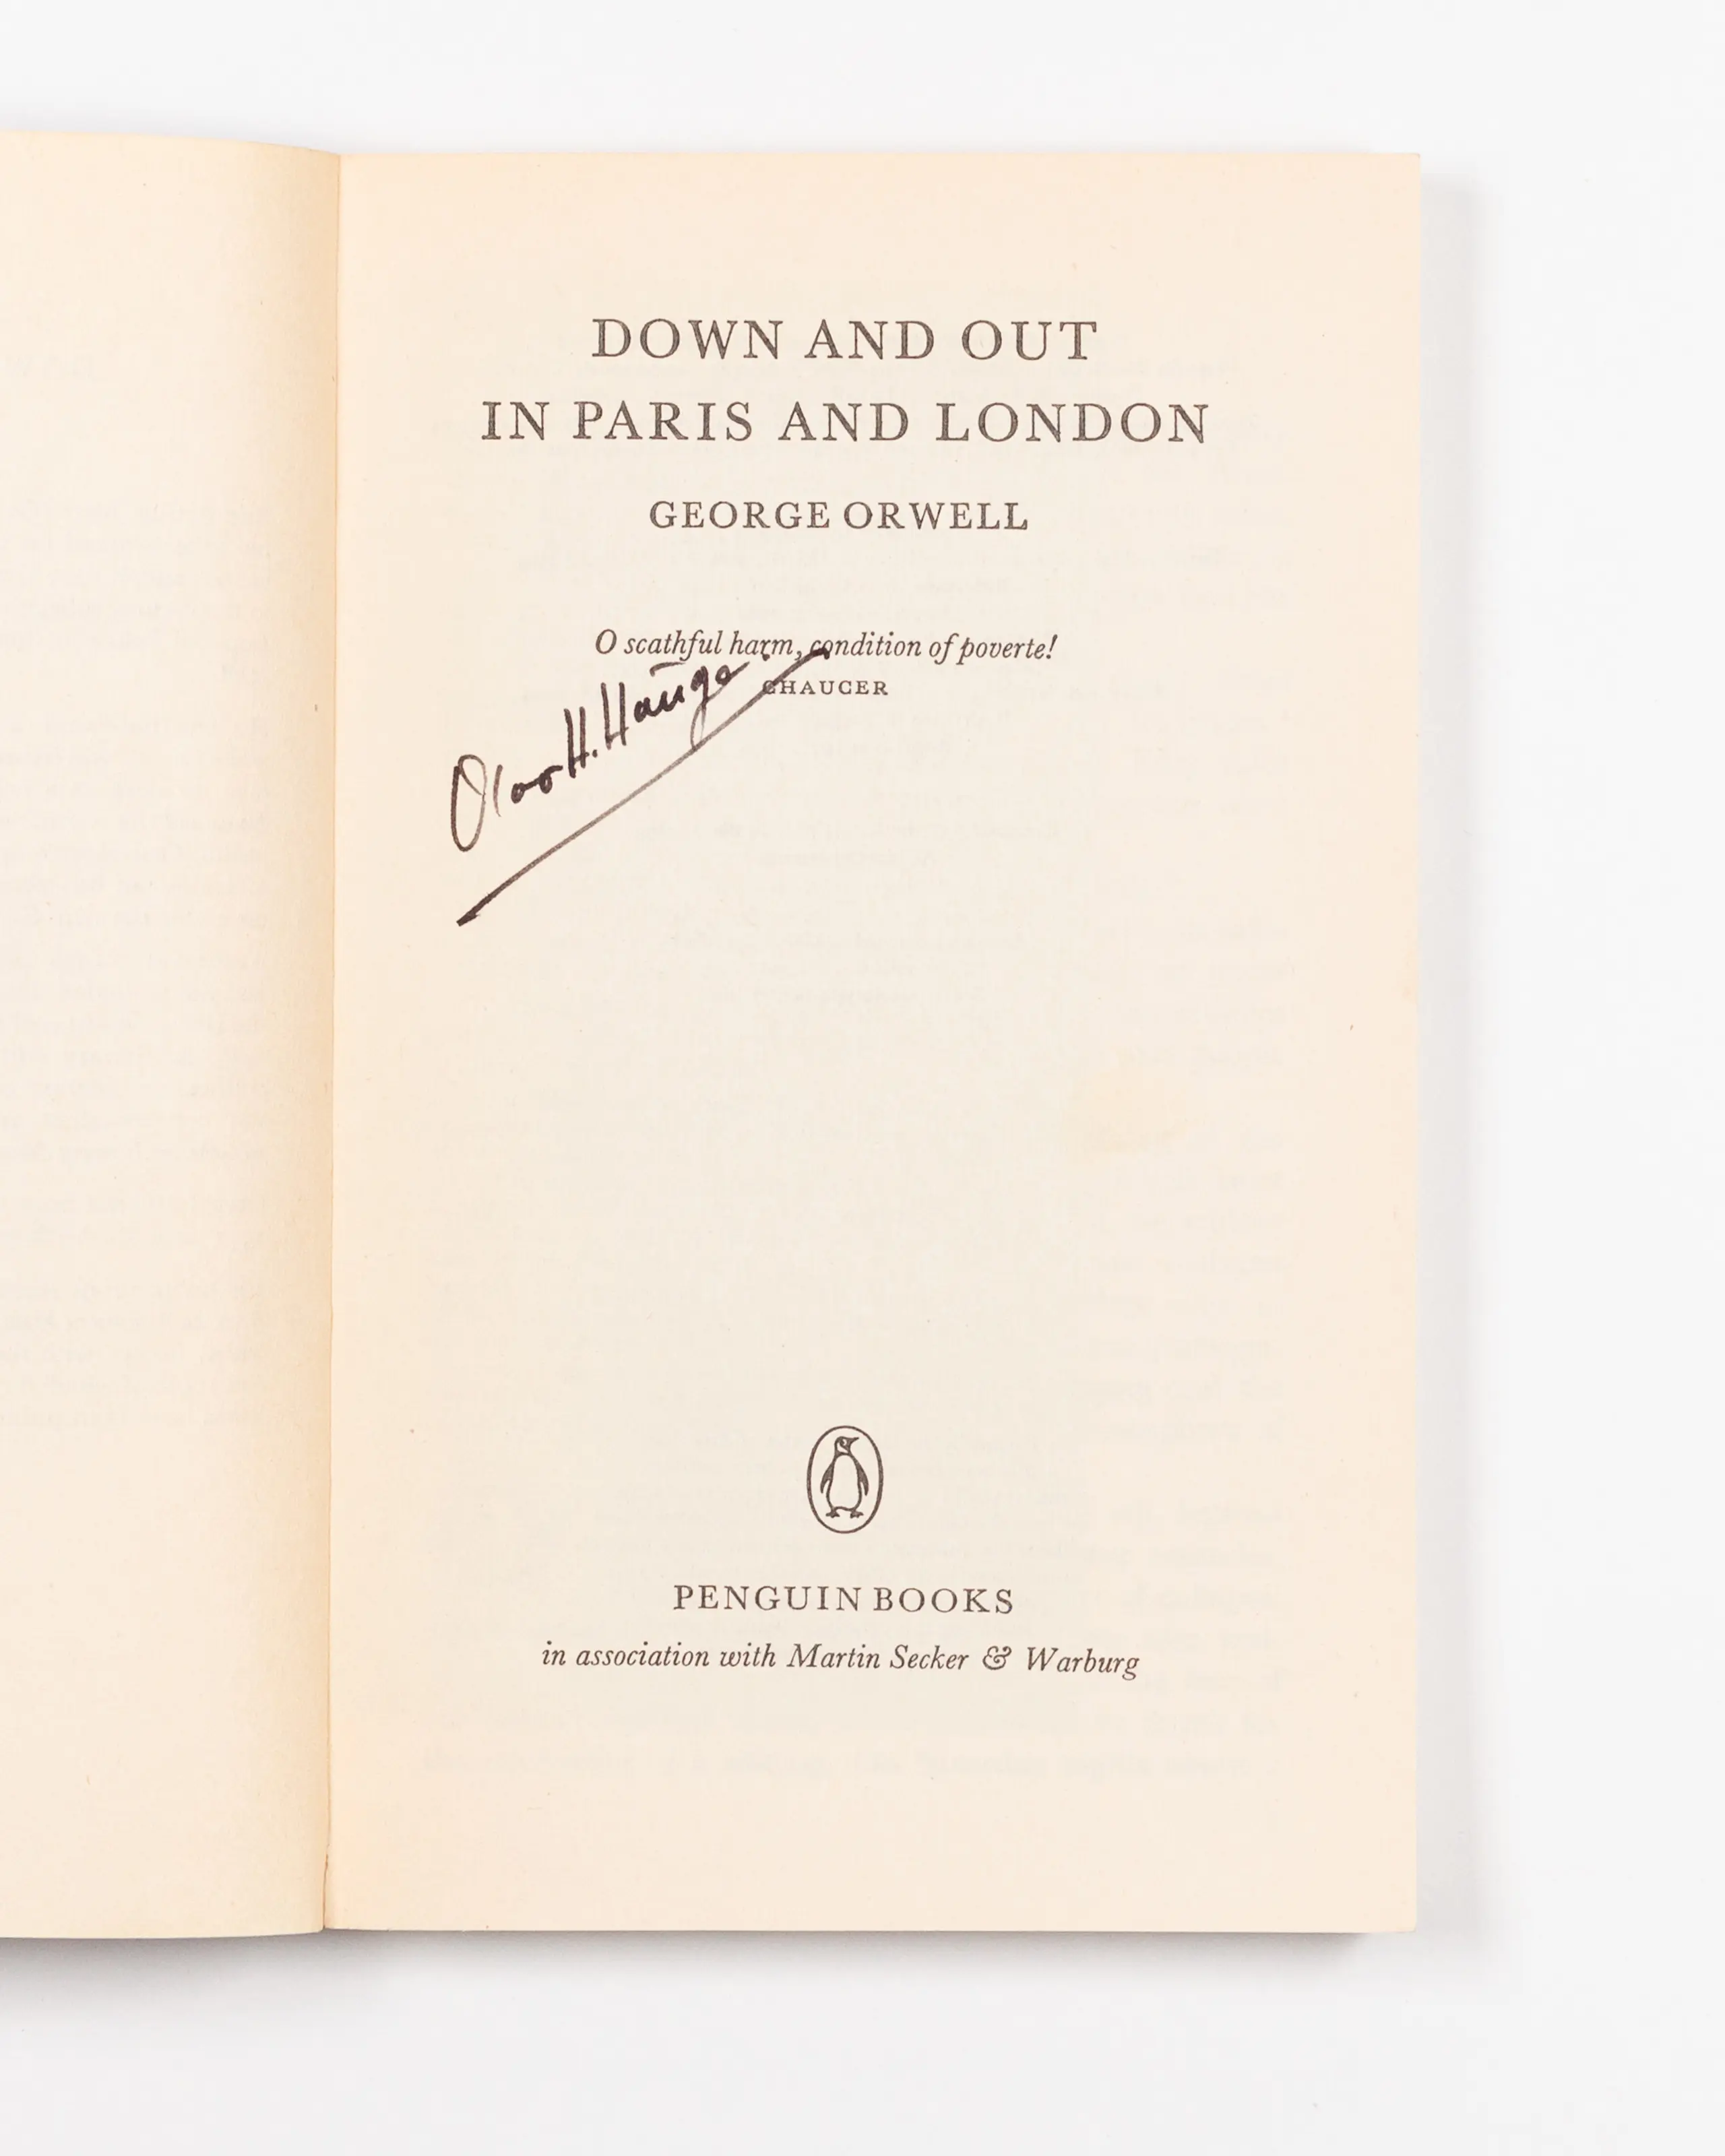 DOWN AND OUT
IN PARIS AND LONDON
GEORGE ORWELL
O scathful harm, condition of poverte!
CHAUCER
Olav H. Hauge
PENGUIN BOOKS
in association with Martin Secker & Warburg